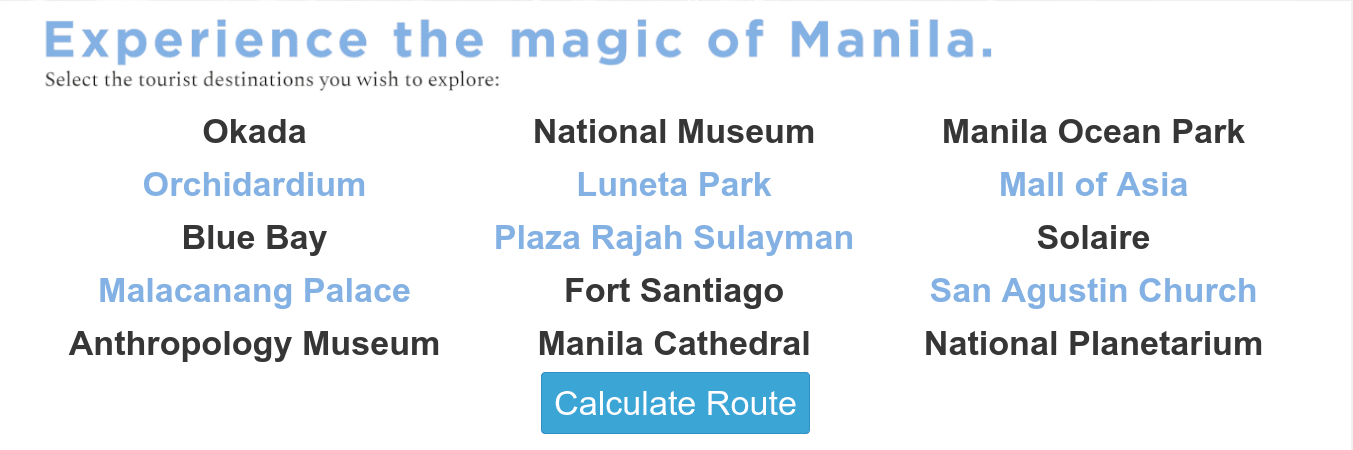 Experience the magic of Manila.
Select the tourist destinations you wish to explore:
Okada National Museum Manila Ocean Park
Orchidardium Luneta Park Mall of Asia
Blue Bay Plaza Rajah Sulayman Solaire
Malacanang Palace Fort Santiago San Agustin Church
Anthropology Museum Manila Cathedral National Planetarium
Calculate Route